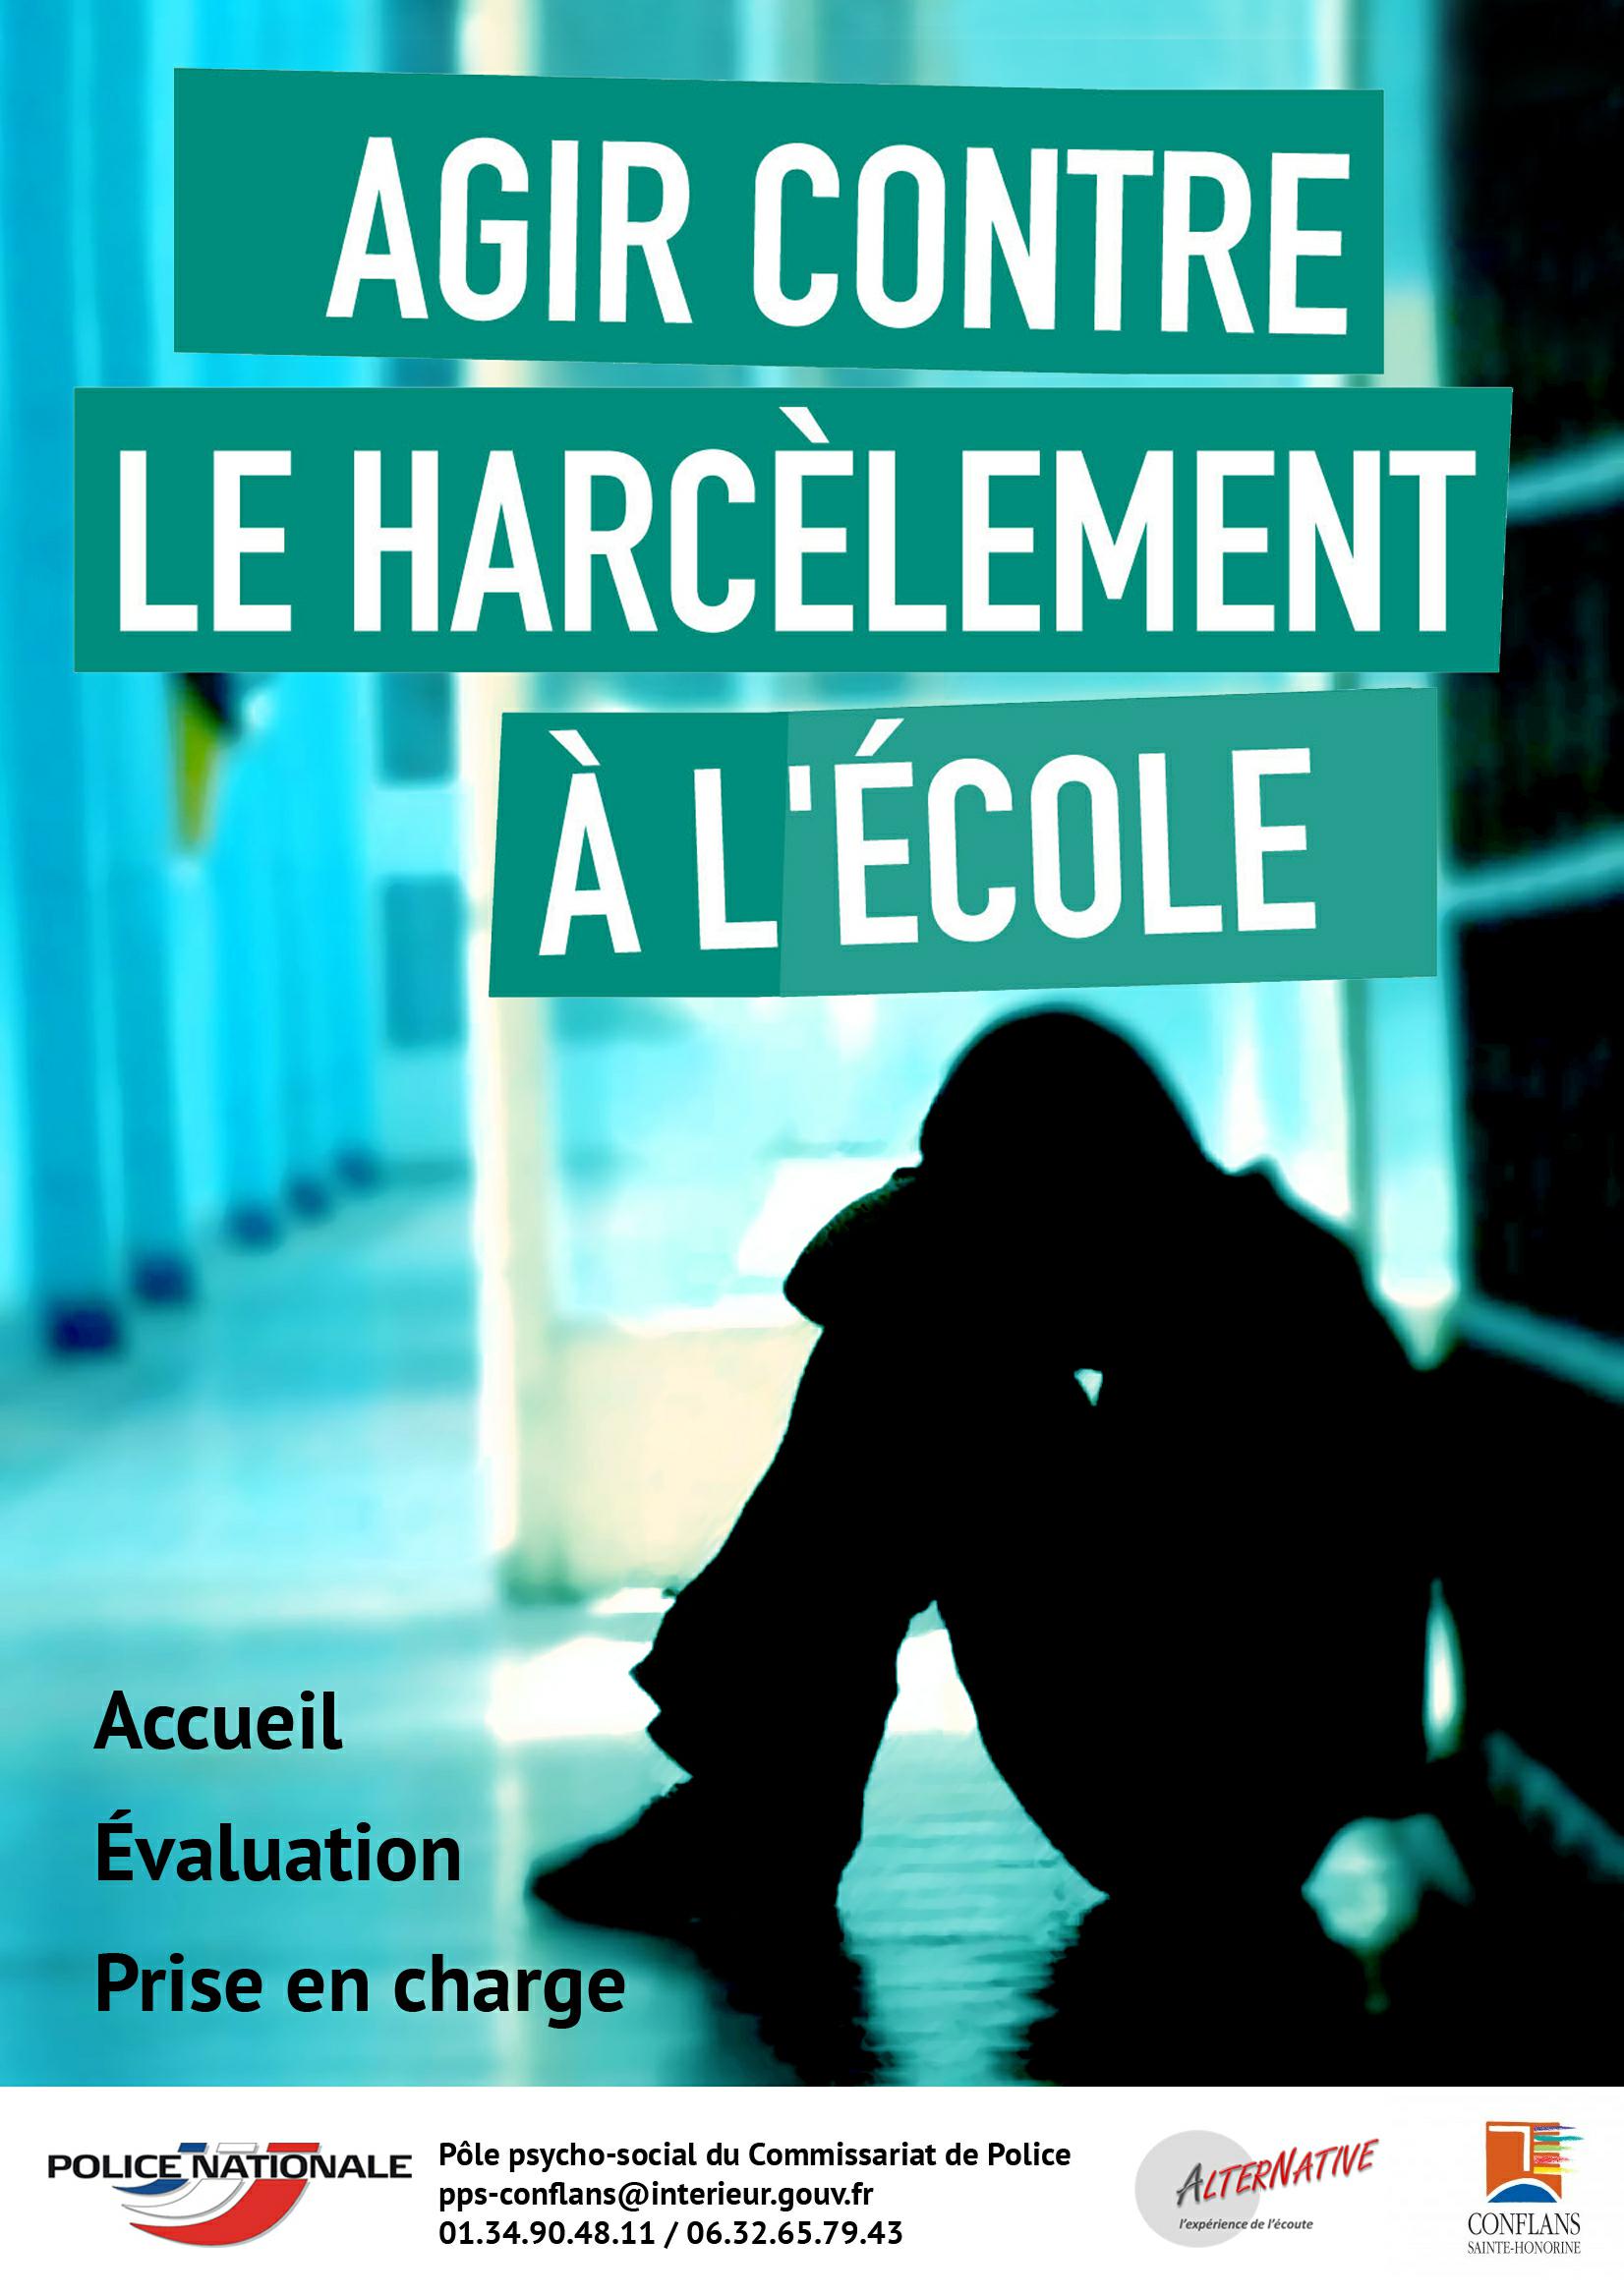 AGIR CONTRE
LE HARCÈLEMENT
À L'ÉCOLE
Accueil
Évaluation
Prise en charge
POLICE NATIONALE
Pôle psycho-social du Commissariat de Police
pps-conflans@interieur.gouv.fr
01.34.90.48.11 / 06.32.65.79.43
ALTERNATIVE
l'expérience de l'écoute
CONFLANS
SAINTE-HONORINE